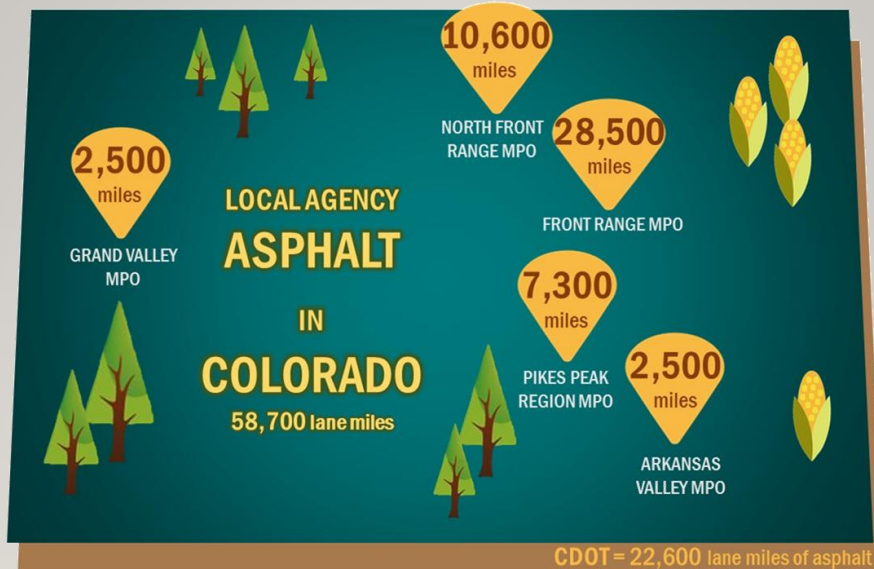 10,600
miles
NORTH FRONT
RANGE MPO
28,500
miles
FRONT RANGE MPO
2,500
miles
GRAND VALLEY
MPO
LOCAL AGENCY
ASPHALT
IN
COLORADO
58,700 lane miles
7,300
miles
PIKES PEAK
REGION MPO
2,500
miles
ARKANSAS
VALLEY MPO
CDOT = 22,600 lane miles of asphalt